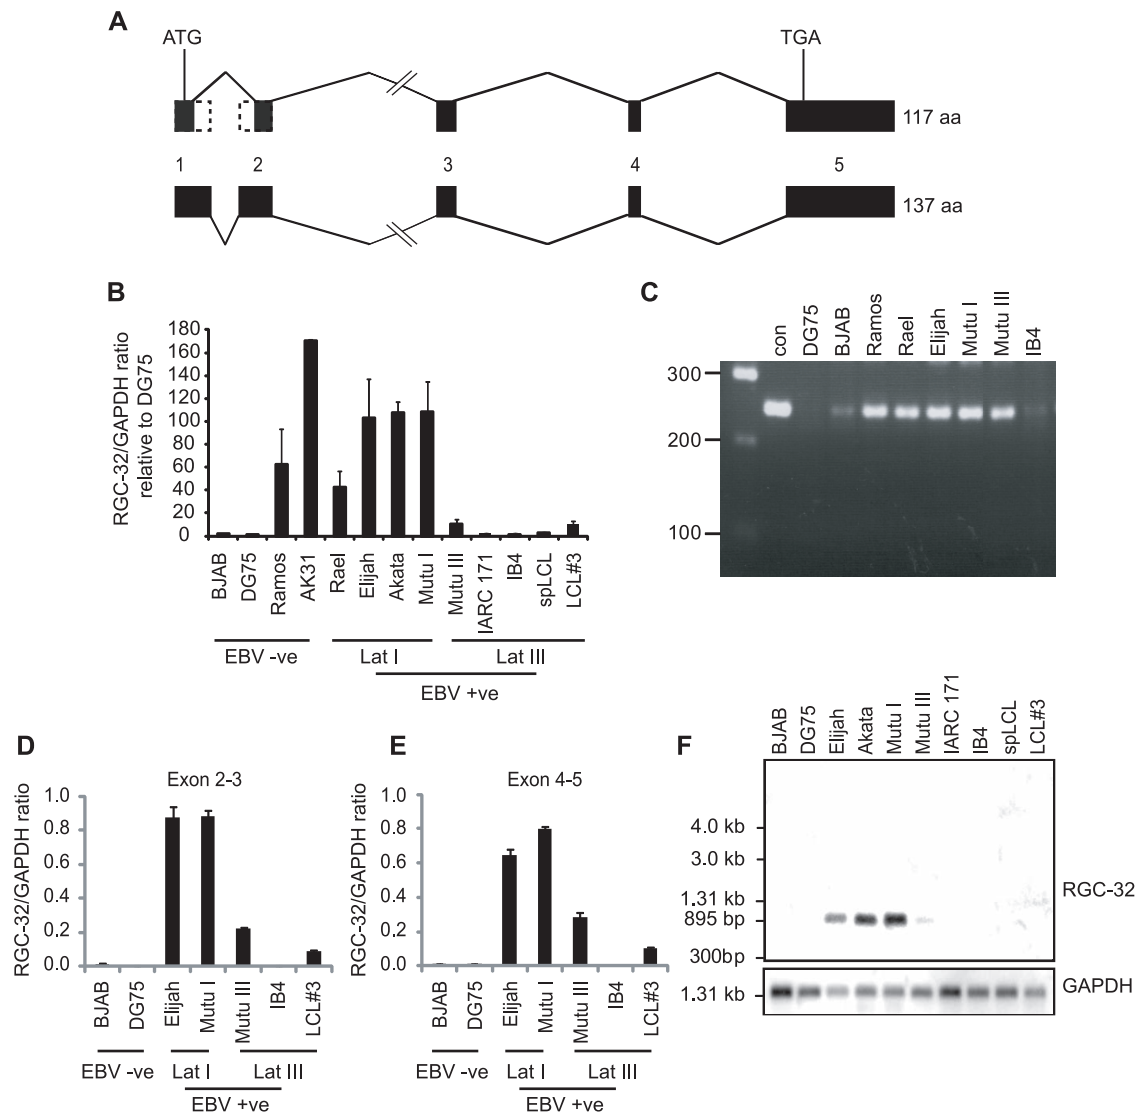 A
ATG
TGA
117 aa
1 2 3 4 5
137 aa
B
RGC-32/GAPDH ratio
relative to DG75
180
160
140
120
100
80
60
40
20
0
BJAB
DG75
Ramos
AK31
Rael
Elijah
Akata
Mutu I
Mutu III
IARC 171
IB4
spLCL
LCL#3
EBV -ve
Lat I
Lat III
EBV +ve
C
con
DG75
BJAB
Ramos
Rael
Elijah
Mutu I
Mutu III
IB4
300
200
100
D
Exon 2-3
RGC-32/GAPDH ratio
1.0
0.8
0.6
0.4
0.2
0.0
BJAB
DG75
Elijah
Mutu I
Mutu III
IB4
LCL#3
EBV -ve
Lat I
Lat III
EBV +ve
E
Exon 4-5
RGC-32/GAPDH ratio
1.0
0.8
0.6
0.4
0.2
0.0
BJAB
DG75
Elijah
Mutu I
Mutu III
IB4
LCL#3
EBV -ve
Lat I
Lat III
EBV +ve
F
BJAB
DG75
Elijah
Akata
Mutu I
Mutu III
IARC 171
IB4
spLCL
LCL#3
4.0 kb
3.0 kb
1.31 kb
895 bp
300bp
RGC-32
1.31 kb
GAPDH